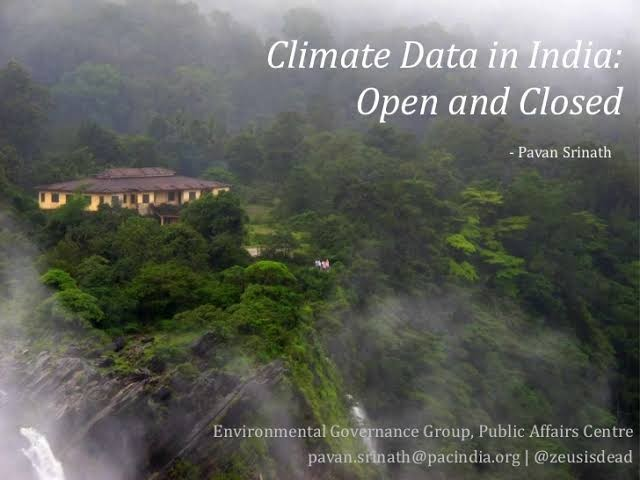 Climate Data in India:
Open and Closed
- Pavan Srinath
Environmental Governance Group, Public Affairs Centre
pavan.srinath@pacindia.org | @zeusisdead